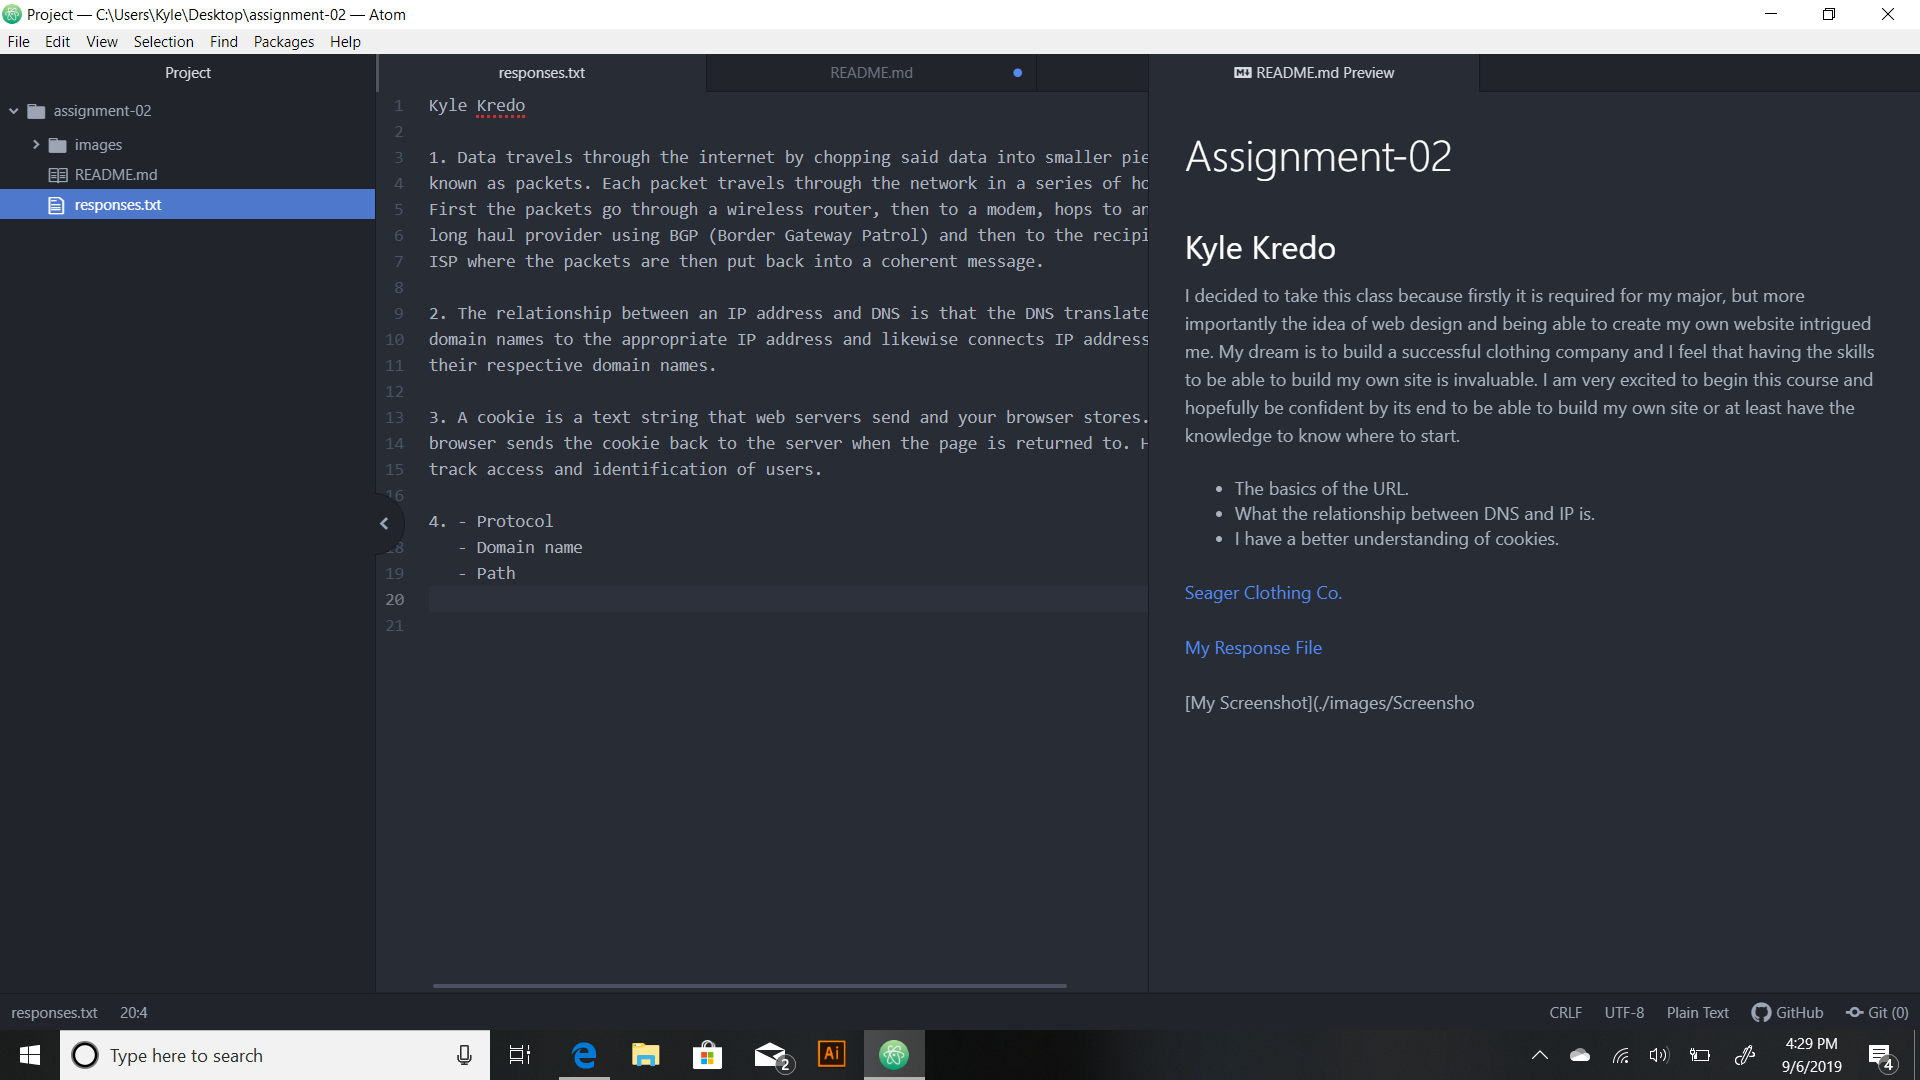 Project — C:\Users\Kyle\Desktop\assignment-02 — Atom
File Edit View Selection Find Packages Help
Project
assignment-02
images
README.md
responses.txt
responses.txt
README.md
README.md Preview
1 Kyle Kredo
2
3 1. Data travels through the internet by chopping said data into smaller pie
4 known as packets. Each packet travels through the network in a series of ho
5 First the packets go through a wireless router, then to a modem, hops to an
6 long haul provider using BGP (Border Gateway Patrol) and then to the recipi
7 ISP where the packets are then put back into a coherent message.
8
9 2. The relationship between an IP address and DNS is that the DNS translate
10 domain names to the appropriate IP address and likewise connects IP address
11 their respective domain names.
12
13 3. A cookie is a text string that web servers send and your browser stores.
14 browser sends the cookie back to the server when the page is returned to. H
15 track access and identification of users.
16
4. - Protocol
18 - Domain name
19 - Path
20
21
Assignment-02
Kyle Kredo
I decided to take this class because firstly it is required for my major, but more
importantly the idea of web design and being able to create my own website intrigued
me. My dream is to build a successful clothing company and I feel that having the skills
to be able to build my own site is invaluable. I am very excited to begin this course and
hopefully be confident by its end to be able to build my own site or at least have the
knowledge to know where to start.
• The basics of the URL.
• What the relationship between DNS and IP is.
• I have a better understanding of cookies.
Seager Clothing Co.
My Response File
[My Screenshot](./images/Screensho
responses.txt 20:4
CRLF UTF-8 Plain Text GitHub Git (0)
Type here to search
2
Ai
4:29 PM
9/6/2019
4